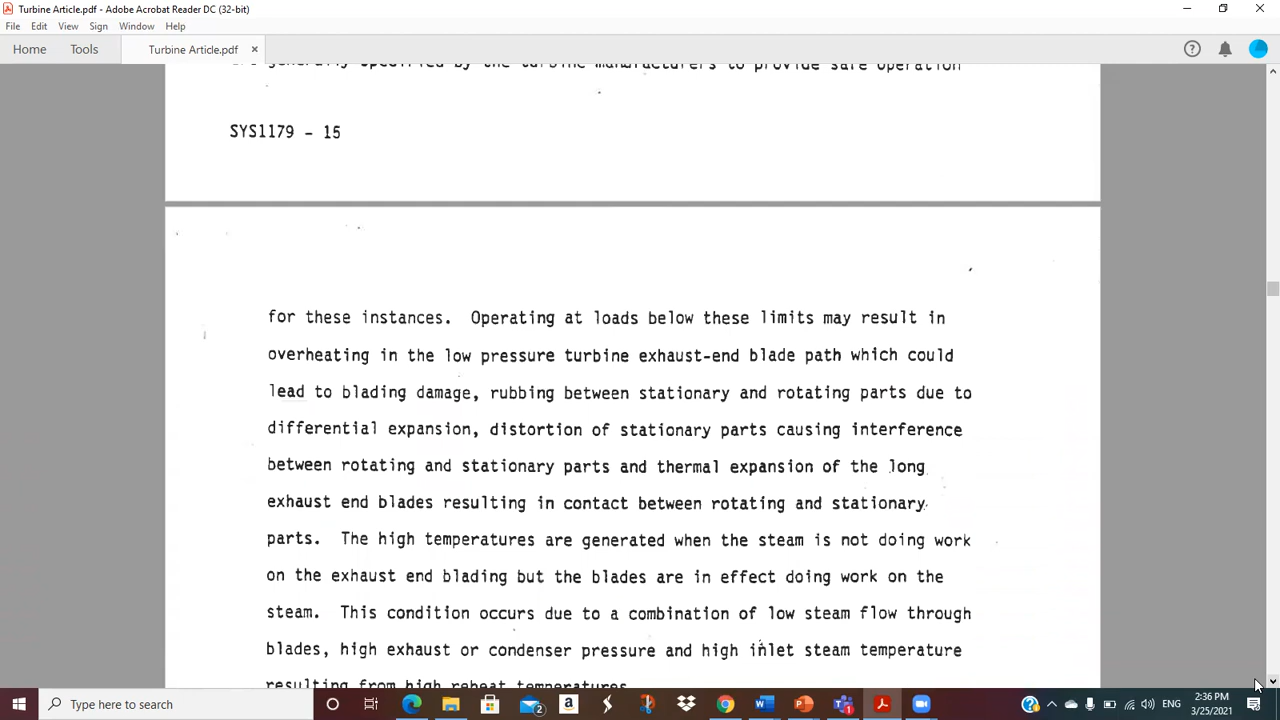 Turbine Article.pdf - Adobe Acrobat Reader DC (32-bit)
File Edit View Sign Window Help
Home Tools Turbine Article.pdf ×
are generally specified by the turbine manufacturers to provide safe operation
SYS1179 - 15
for these instances. Operating at loads below these limits may result in
overheating in the low pressure turbine exhaust-end blade path which could
lead to blading damage, rubbing between stationary and rotating parts due to
differential expansion, distortion of stationary parts causing interference
between rotating and stationary parts and thermal expansion of the long
exhaust end blades resulting in contact between rotating and stationary
parts. The high temperatures are generated when the steam is not doing work
on the exhaust end blading but the blades are in effect doing work on the
steam. This condition occurs due to a combination of low steam flow through
blades, high exhaust or condenser pressure and high inlet steam temperature
resulting from high reheat temperatures.
2:36 PM
Type here to search 2 ENG
3/25/2021